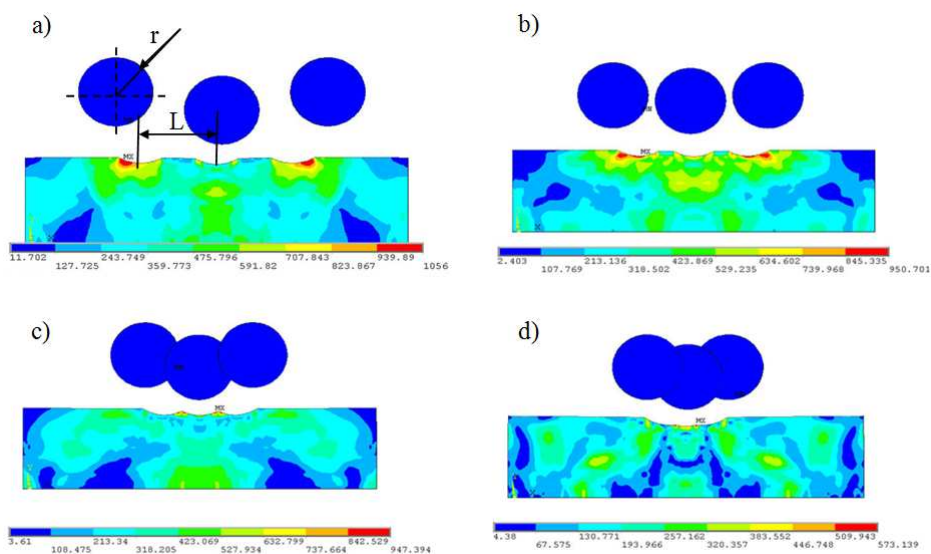 a)
r
L
MX
11.702 243.749 475.796 707.843 939.89
127.725 359.773 591.82 823.867 1056
b)
MX
2.403 213.136 423.869 634.602 845.335
107.769 318.502 529.235 739.968 950.701
c)
MX
3.61 213.34 423.069 632.799 842.529
108.475 318.205 527.934 737.664 947.394
d)
MX
4.38 130.771 257.162 383.552 509.943
67.575 193.966 320.357 446.748 573.139